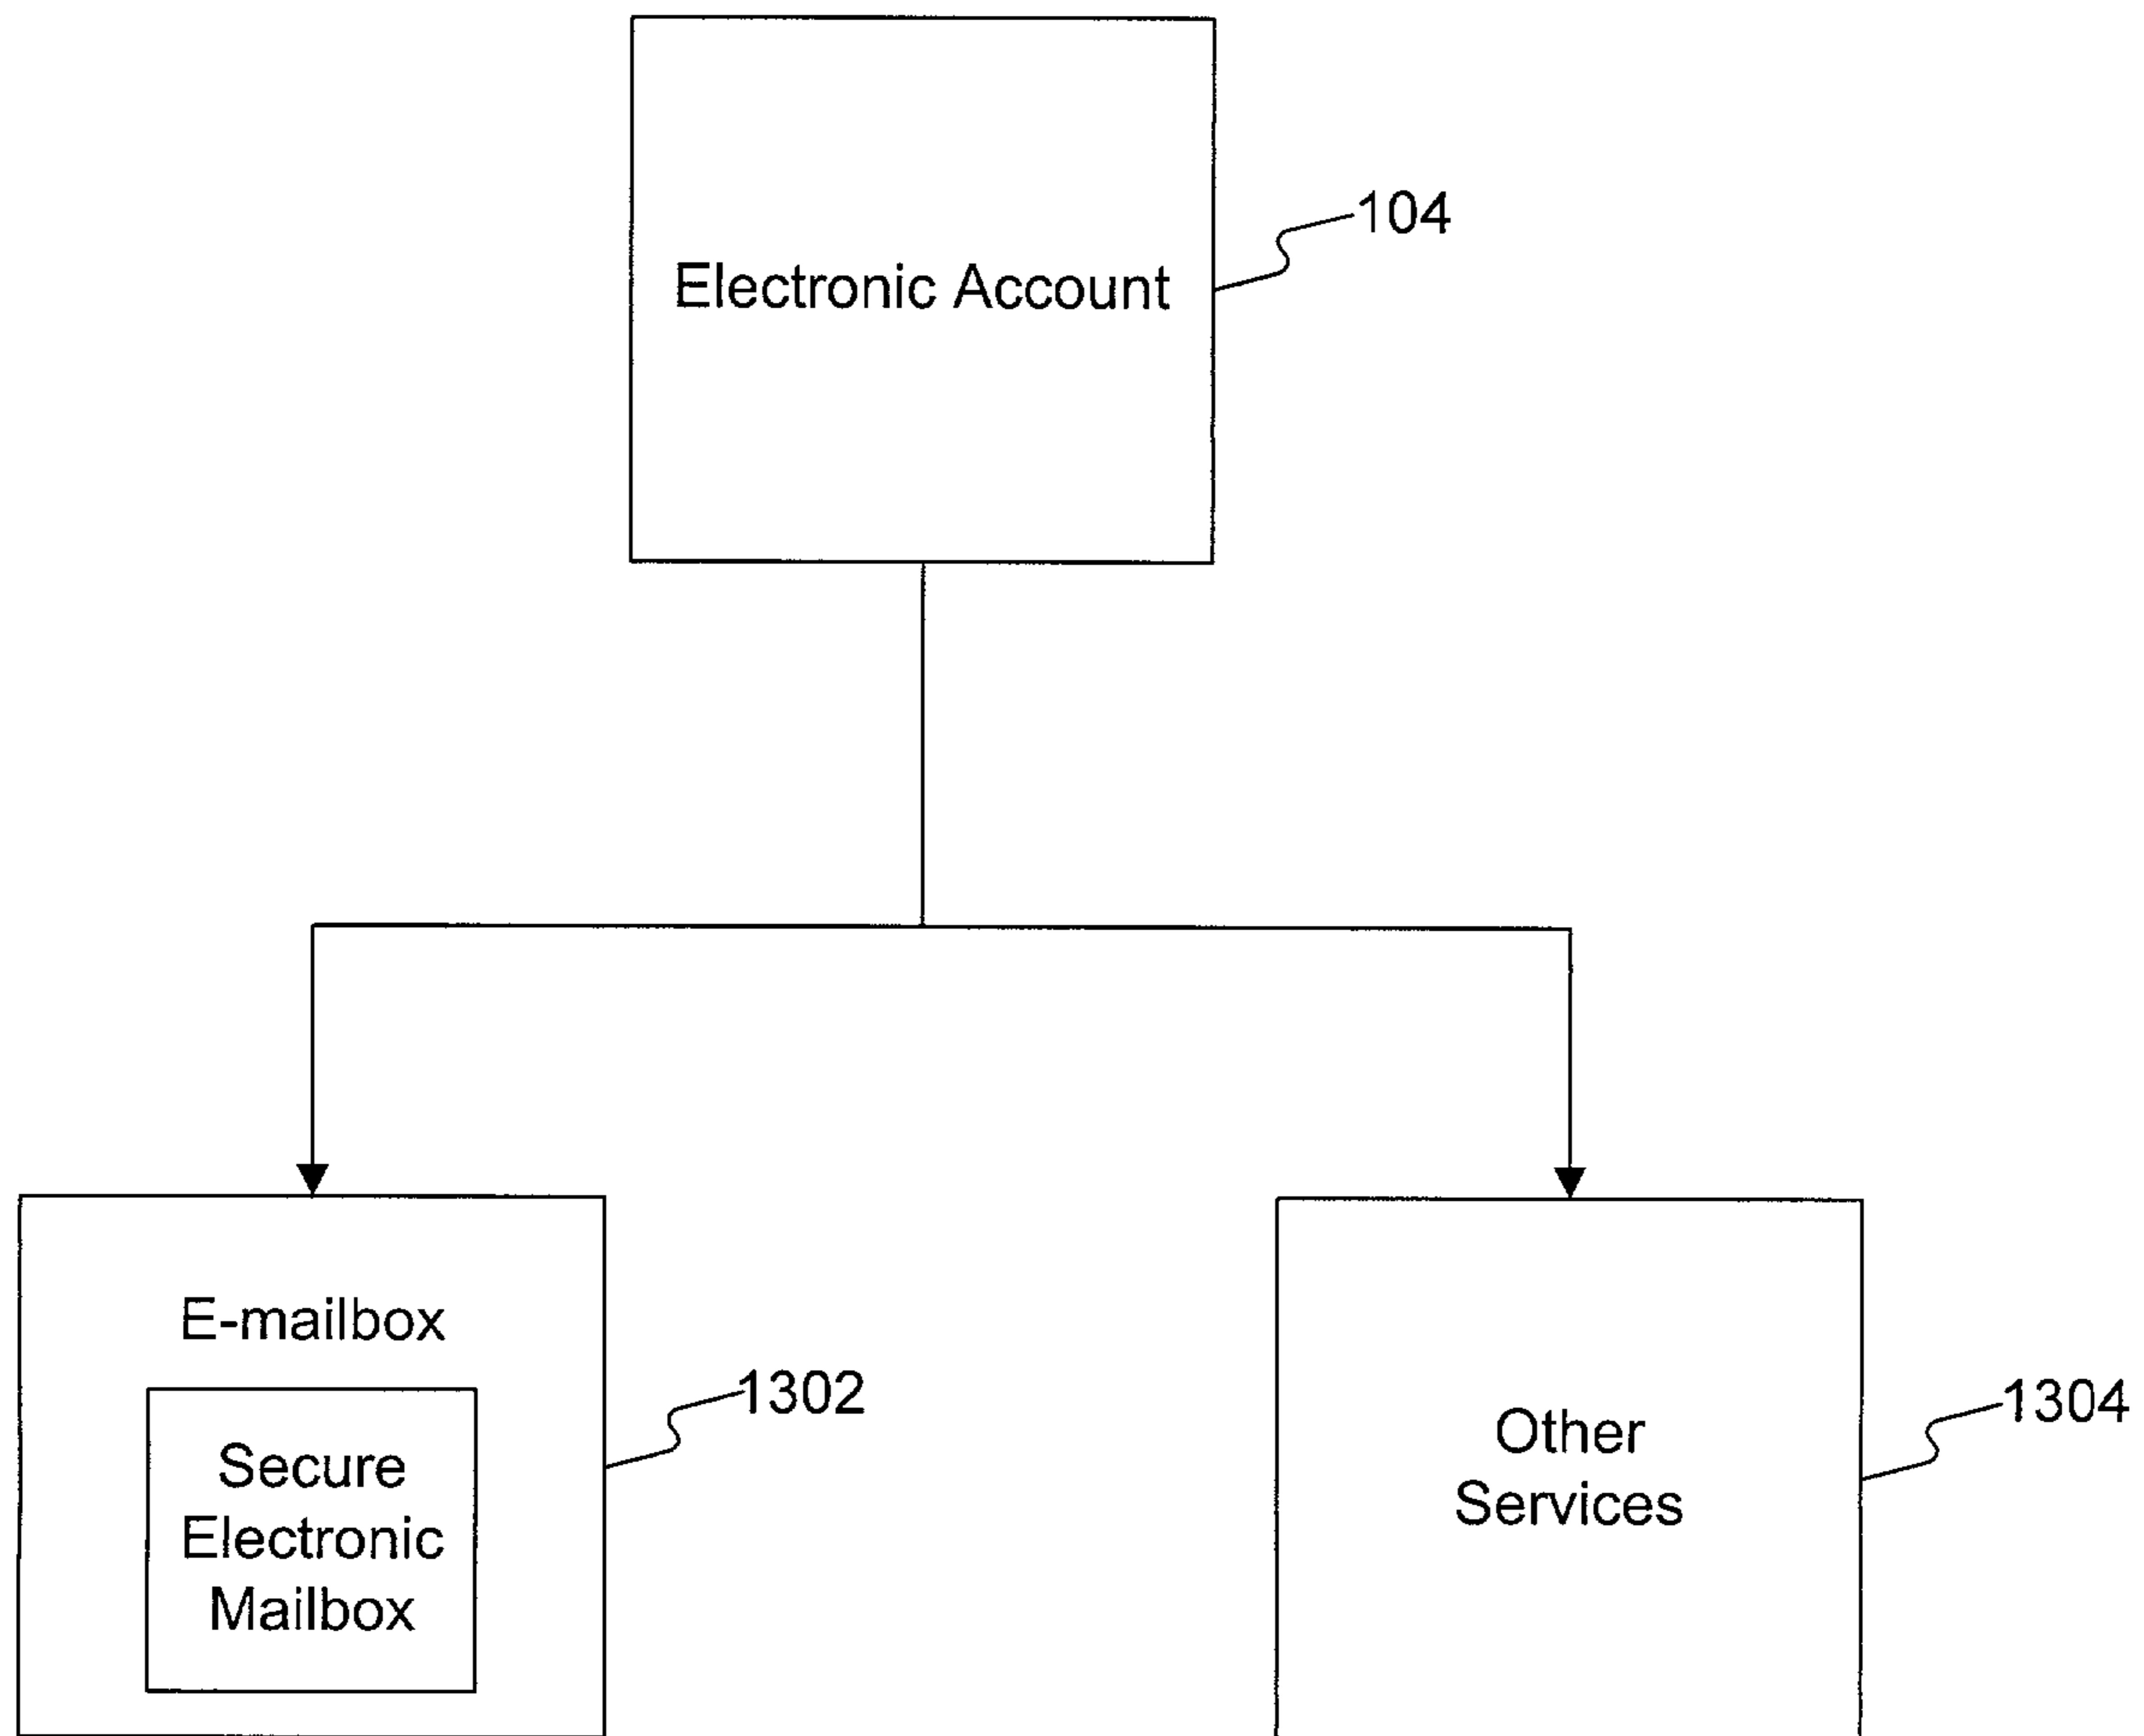 104
Electronic Account
E-mailbox
1302
Secure
Electronic
Mailbox
1304
Other
Services